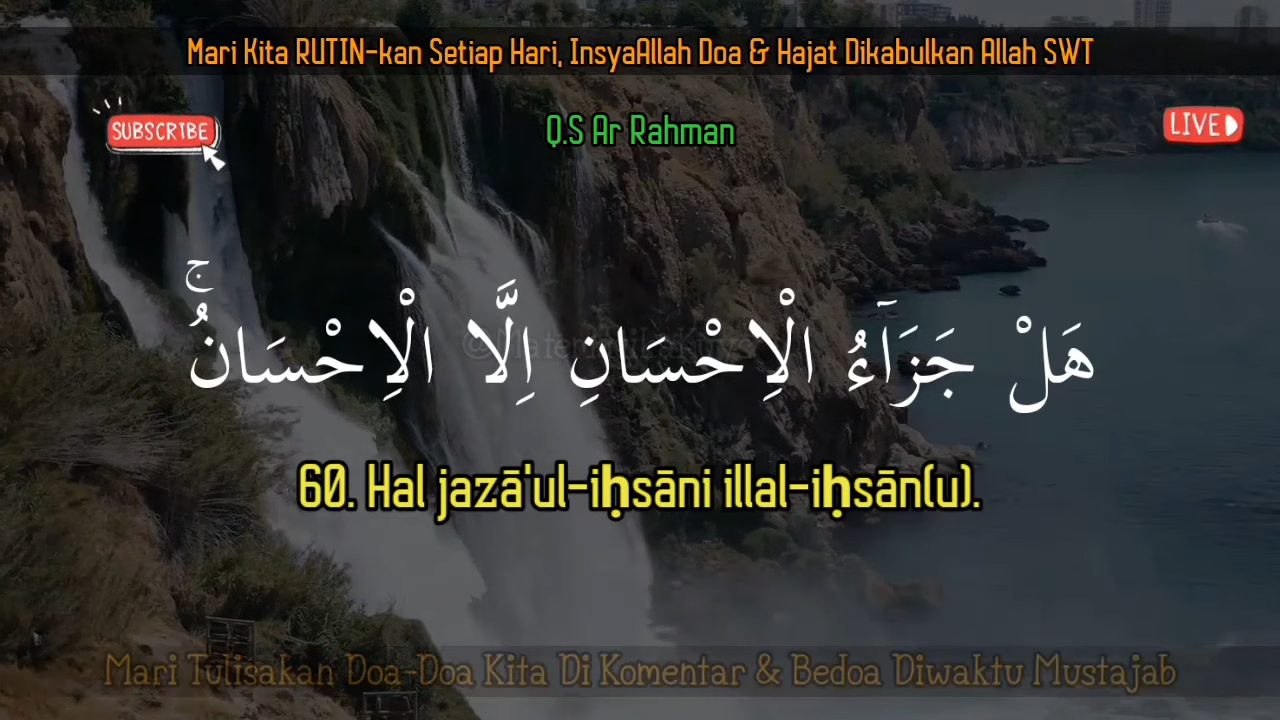 Mari Kita RUTIN-kan Setiap Hari, InsyaAllah Doa & Hajat Dikabulkan Allah SWT
SUBSCRIBE
Q.S Ar Rahman
LIVE
هَلْ جَزَاۤءُ الْاِحْسَانِ اِلَّا الْاِحْسَانُۚ
60. Hal jazā'ul-iḥsāni illal-iḥsān(u).
Mari Tulisakan Doa-Doa Kita Di Komentar & Bedoa Diwaktu Mustajab